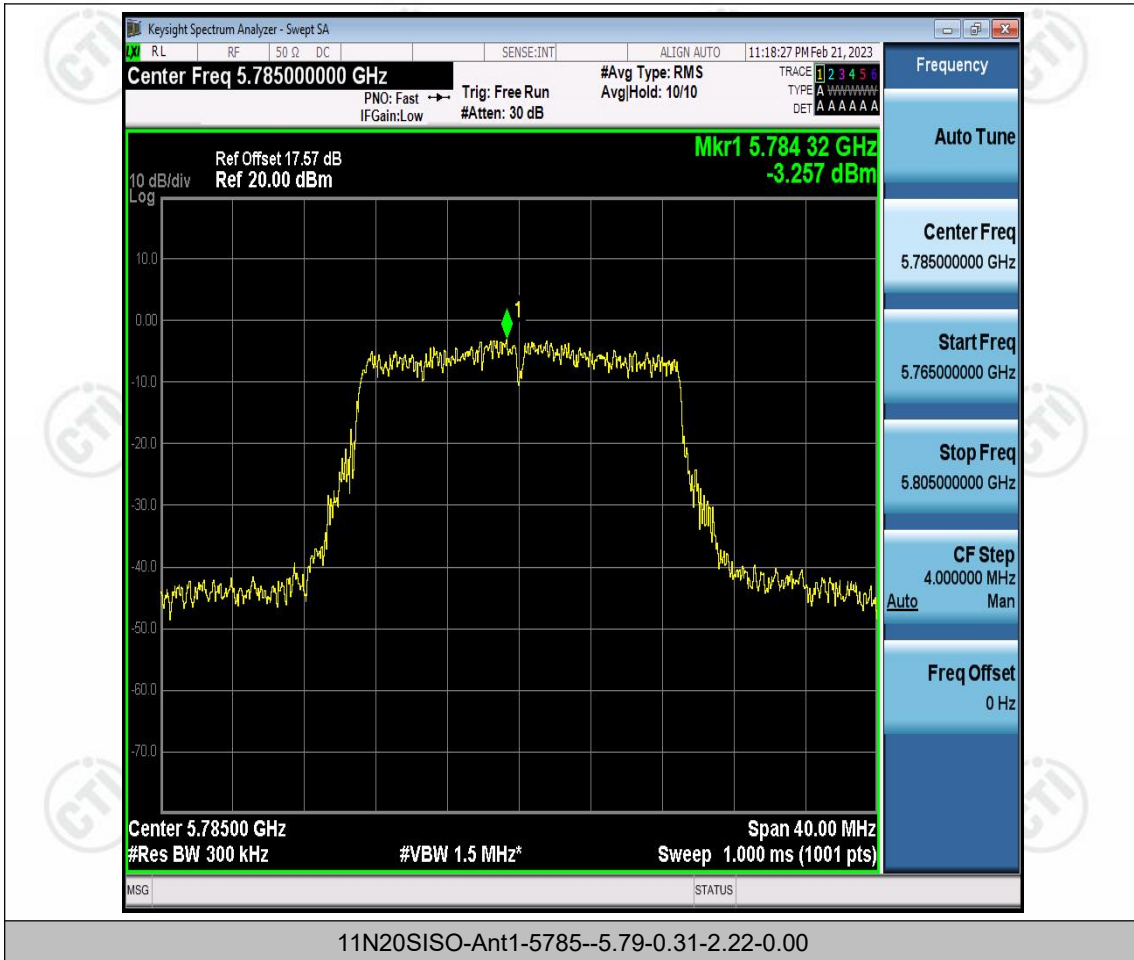 Keysight Spectrum Analyzer - Swept SA
LXI RL RF 50 Ω DC SENSE:INT ALIGN AUTO 11:18:27 PM Feb 21, 2023
Center Freq 5.785000000 GHz
PNO: Fast
IFGain:Low
Trig: Free Run
#Atten: 30 dB
#Avg Type: RMS
Avg|Hold: 10/10
TRACE 1 2 3 4 5 6
TYPE A WWWWW
DET A A A A A A
Ref Offset 17.57 dB
10 dB/div Ref 20.00 dBm
Log
Mkr1 5.784 32 GHz
-3.257 dBm
10.0
0.00
-10.0
-20.0
-30.0
-40.0
-50.0
-60.0
-70.0
1
Center 5.78500 GHz
Span 40.00 MHz
#Res BW 300 kHz
#VBW 1.5 MHz*
Sweep 1.000 ms (1001 pts)
MSG
STATUS
Frequency
Auto Tune
Center Freq
5.785000000 GHz
Start Freq
5.765000000 GHz
Stop Freq
5.805000000 GHz
CF Step
4.000000 MHz
Auto Man
Freq Offset
0 Hz
CTI
CTI
CTI
CTI
CTI
CTI
11N20SISO-Ant1-5785--5.79-0.31-2.22-0.00